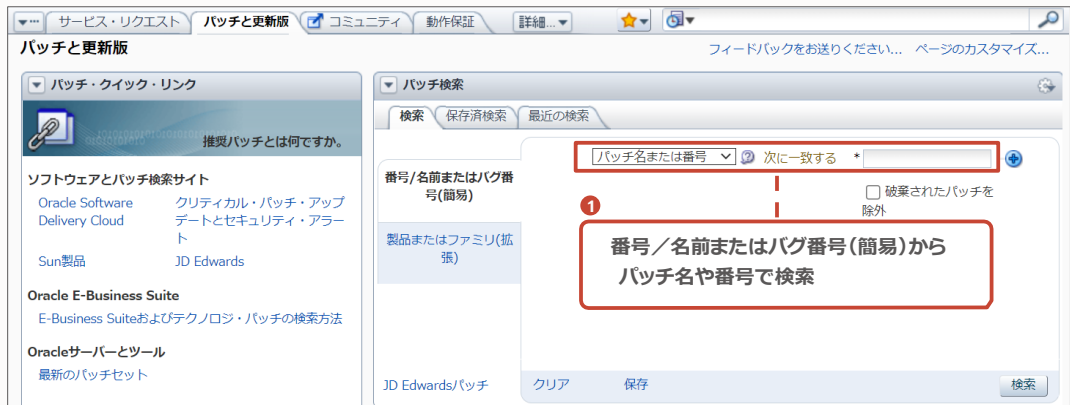 サービス・リクエスト パッチと更新版 コミュニティ 動作保証 詳細...
パッチと更新版
フィードバックをお送りください... ページのカスタマイズ...
パッチ・クイック・リンク
推奨パッチとは何ですか。
ソフトウェアとパッチ検索サイト
Oracle Software
Delivery Cloud
クリティカル・パッチ・アップ
デートとセキュリティ・アラー
ト
Sun製品 JD Edwards
Oracle E-Business Suite
E-Business Suiteおよびテクノロジ・パッチの検索方法
Oracleサーバーとツール
最新のパッチセット
パッチ検索
検索 保存済検索 最近の検索
番号/名前またはバグ番
号(簡易)
製品またはファミリ(拡
張)
JD Edwardsパッチ
パッチ名または番号 次に一致する *
破棄されたパッチを
除外
1
番号／名前またはバグ番号(簡易)から
パッチ名や番号で検索
クリア 保存 検索